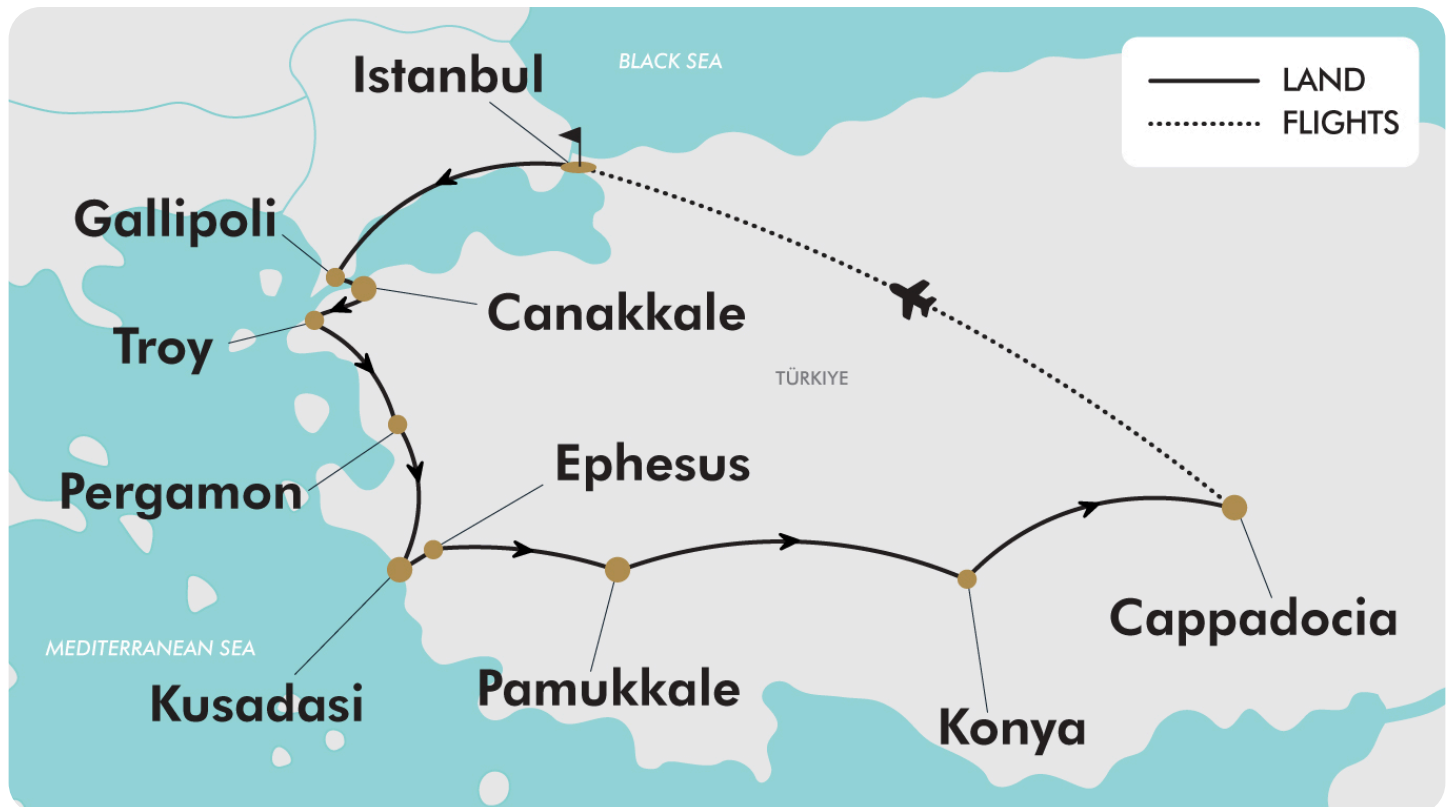 BLACK SEA
Istanbul
LAND
FLIGHTS
Gallipoli
Canakkale
Troy
TÜRKIYE
Ephesus
Pergamon
Cappadocia
MEDITERRANEAN SEA
Pamukkale
Kusadasi
Konya